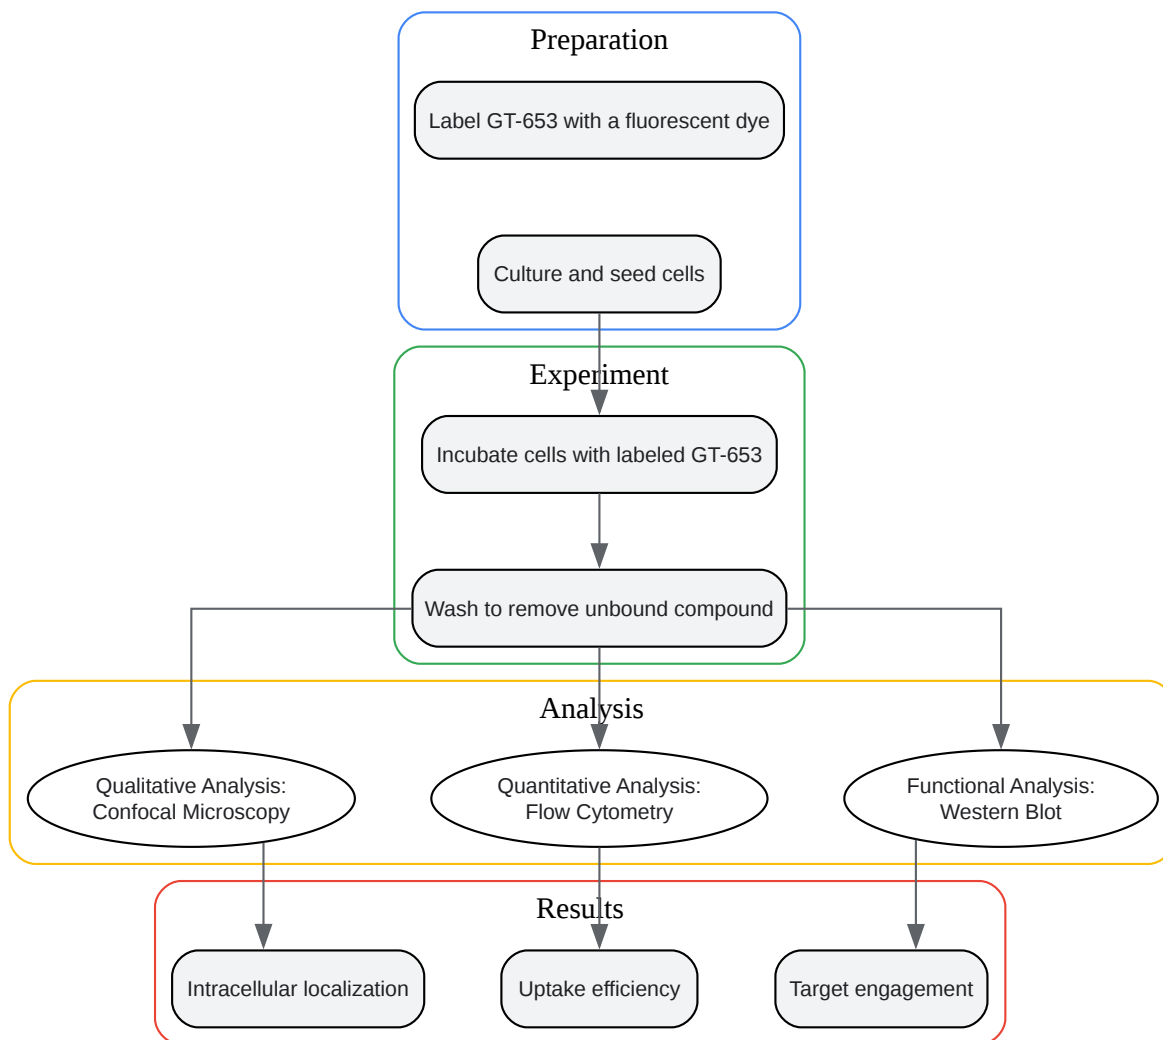 Preparation
Label GT-653 with a fluorescent dye
Culture and seed cells
Experiment
Incubate cells with labeled GT-653
Wash to remove unbound compound
Analysis
Qualitative Analysis:
Confocal Microscopy
Quantitative Analysis:
Flow Cytometry
Functional Analysis:
Western Blot
Results
Intracellular localization
Uptake efficiency
Target engagement